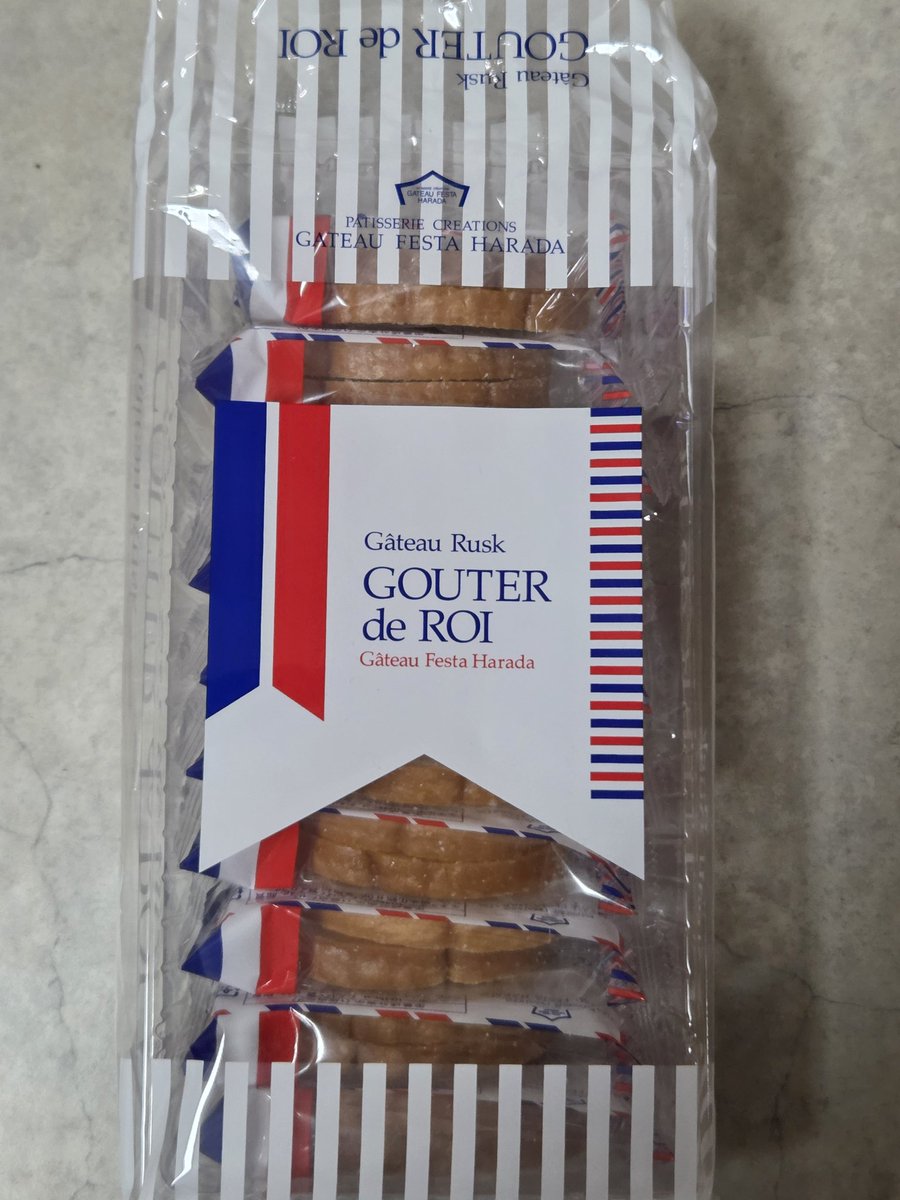 GOUTER de ROI
Gâteau Rusk
GATEAU FESTA
HARADA
PATISSERIE CREATIONS
GATEAU FESTA HARADA
Gâteau Rusk
GOUTER
de ROI
Gâteau Festa Harada